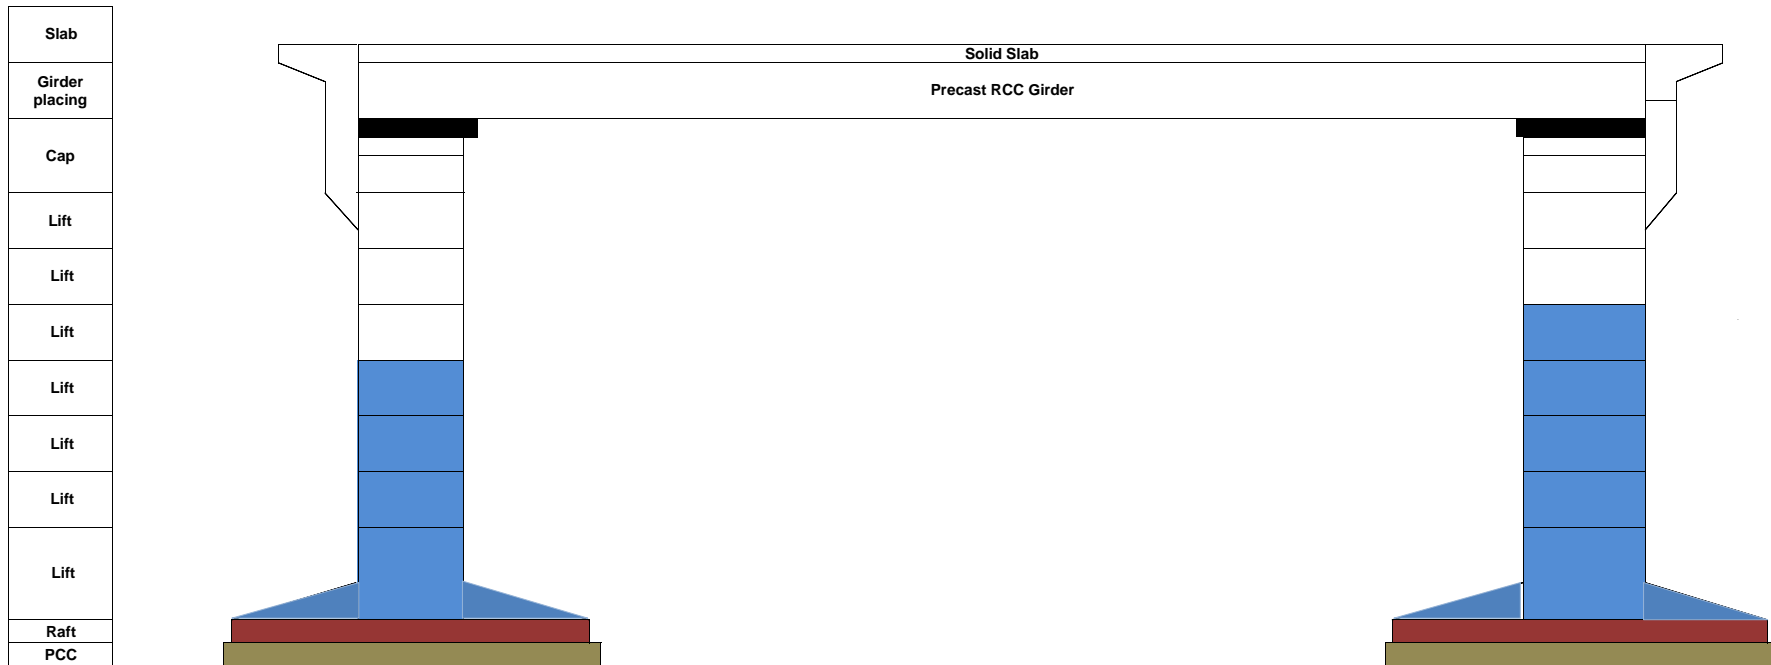 Slab
Solid Slab
Girder
placing
Precast RCC Girder
Cap
Lift
Lift
Lift
Lift
Lift
Lift
Lift
Raft
PCC